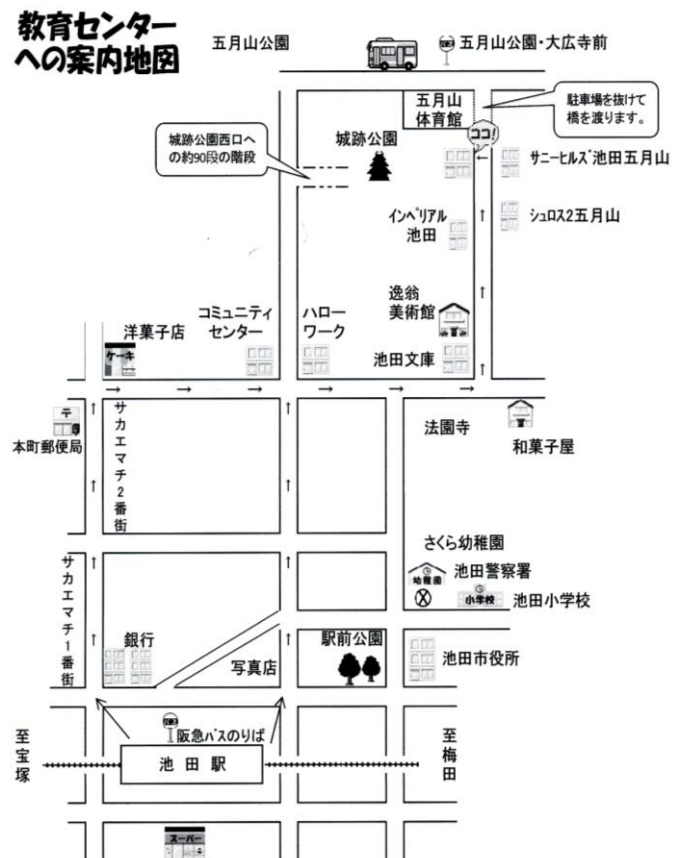 教育センター
への案内地図
五月山公園
五月山公園・大広寺前
五月山
体育館
駐車場を抜けて
橋を渡ります。
ココ!
城跡公園西口へ
の約90段の階段
城跡公園
サニーヒルズ池田五月山
インペリアル
池田
シュロス2五月山
逸翁
美術館
コミュニティ
センター
ハロー
ワーク
洋菓子店
ケーキ
池田文庫
〒
本町郵便局
サカエマチ2番街
法園寺
和菓子屋
さくら幼稚園
幼稚園
池田警察署
小学校
池田小学校
サカエマチ1番街
銀行
写真店
駅前公園
池田市役所
阪急バスのりば
至宝塚
池田駅
至梅田
スーパー